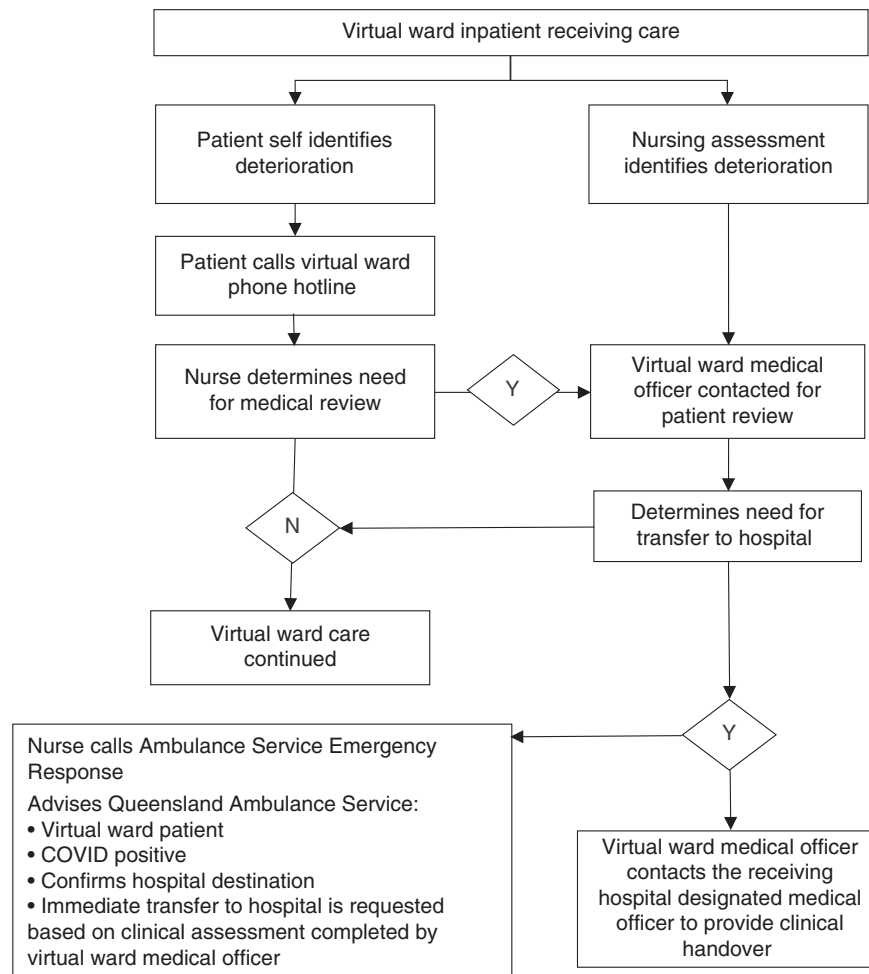 Virtual ward inpatient receiving care
Patient self identifies
deterioration
Nursing assessment
identifies deterioration
Patient calls virtual ward
phone hotline
Nurse determines need
for medical review
Y
Virtual ward medical
officer contacted for
patient review
N
Determines need for
transfer to hospital
Virtual ward care
continued
Y
Nurse calls Ambulance Service Emergency
Response
Advises Queensland Ambulance Service:
• Virtual ward patient
• COVID positive
• Confirms hospital destination
• Immediate transfer to hospital is requested
based on clinical assessment completed by
virtual ward medical officer
Virtual ward medical officer
contacts the receiving
hospital designated medical
officer to provide clinical
handover